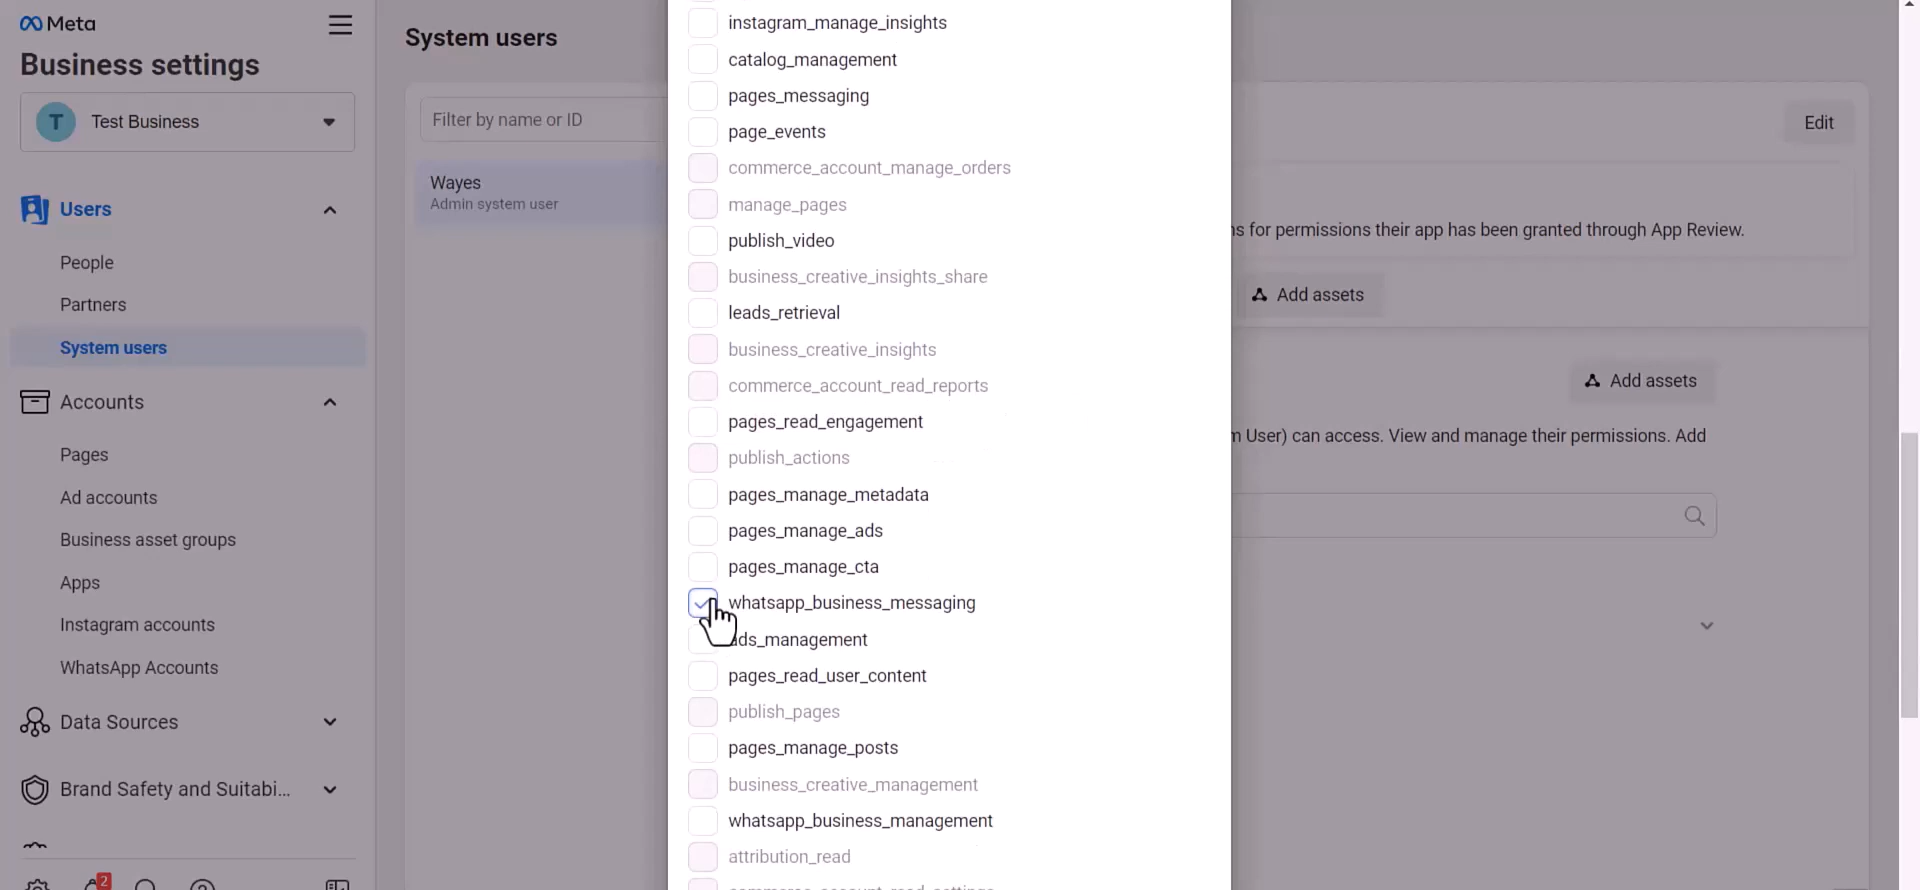 Meta
Business settings
T
Test Business
Users
People
Partners
System users
Accounts
Pages
Ad accounts
Business asset groups
Apps
Instagram accounts
WhatsApp Accounts
Data Sources
Brand Safety and Suitabi...
2
System users
Filter by name or ID
Wayes
Admin system user
instagram_manage_insights
catalog_management
pages_messaging
page_events
commerce_account_manage_orders
manage_pages
publish_video
business_creative_insights_share
leads_retrieval
business_creative_insights
commerce_account_read_reports
pages_read_engagement
publish_actions
pages_manage_metadata
pages_manage_ads
pages_manage_cta
whatsapp_business_messaging
ads_management
pages_read_user_content
publish_pages
pages_manage_posts
business_creative_management
whatsapp_business_management
attribution_read
commerce_account_read_settings
Edit
ns for permissions their app has been granted through App Review.
Add assets
Add assets
m User) can access. View and manage their permissions. Add